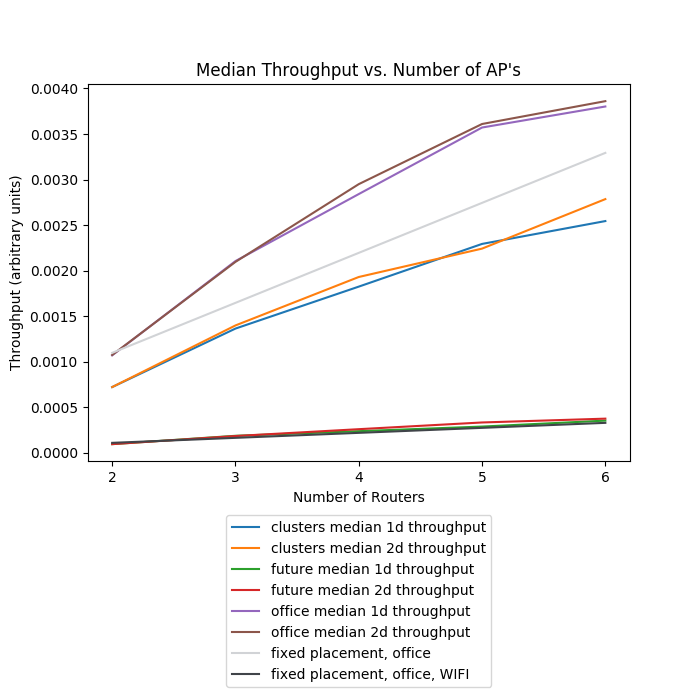 Median Throughput vs. Number of AP's
Throughput (arbitrary units)
0.0040
0.0035
0.0030
0.0025
0.0020
0.0015
0.0010
0.0005
0.0000
2 3 4 5 6
Number of Routers
clusters median 1d throughput
clusters median 2d throughput
future median 1d throughput
future median 2d throughput
office median 1d throughput
office median 2d throughput
fixed placement, office
fixed placement, office, WIFI